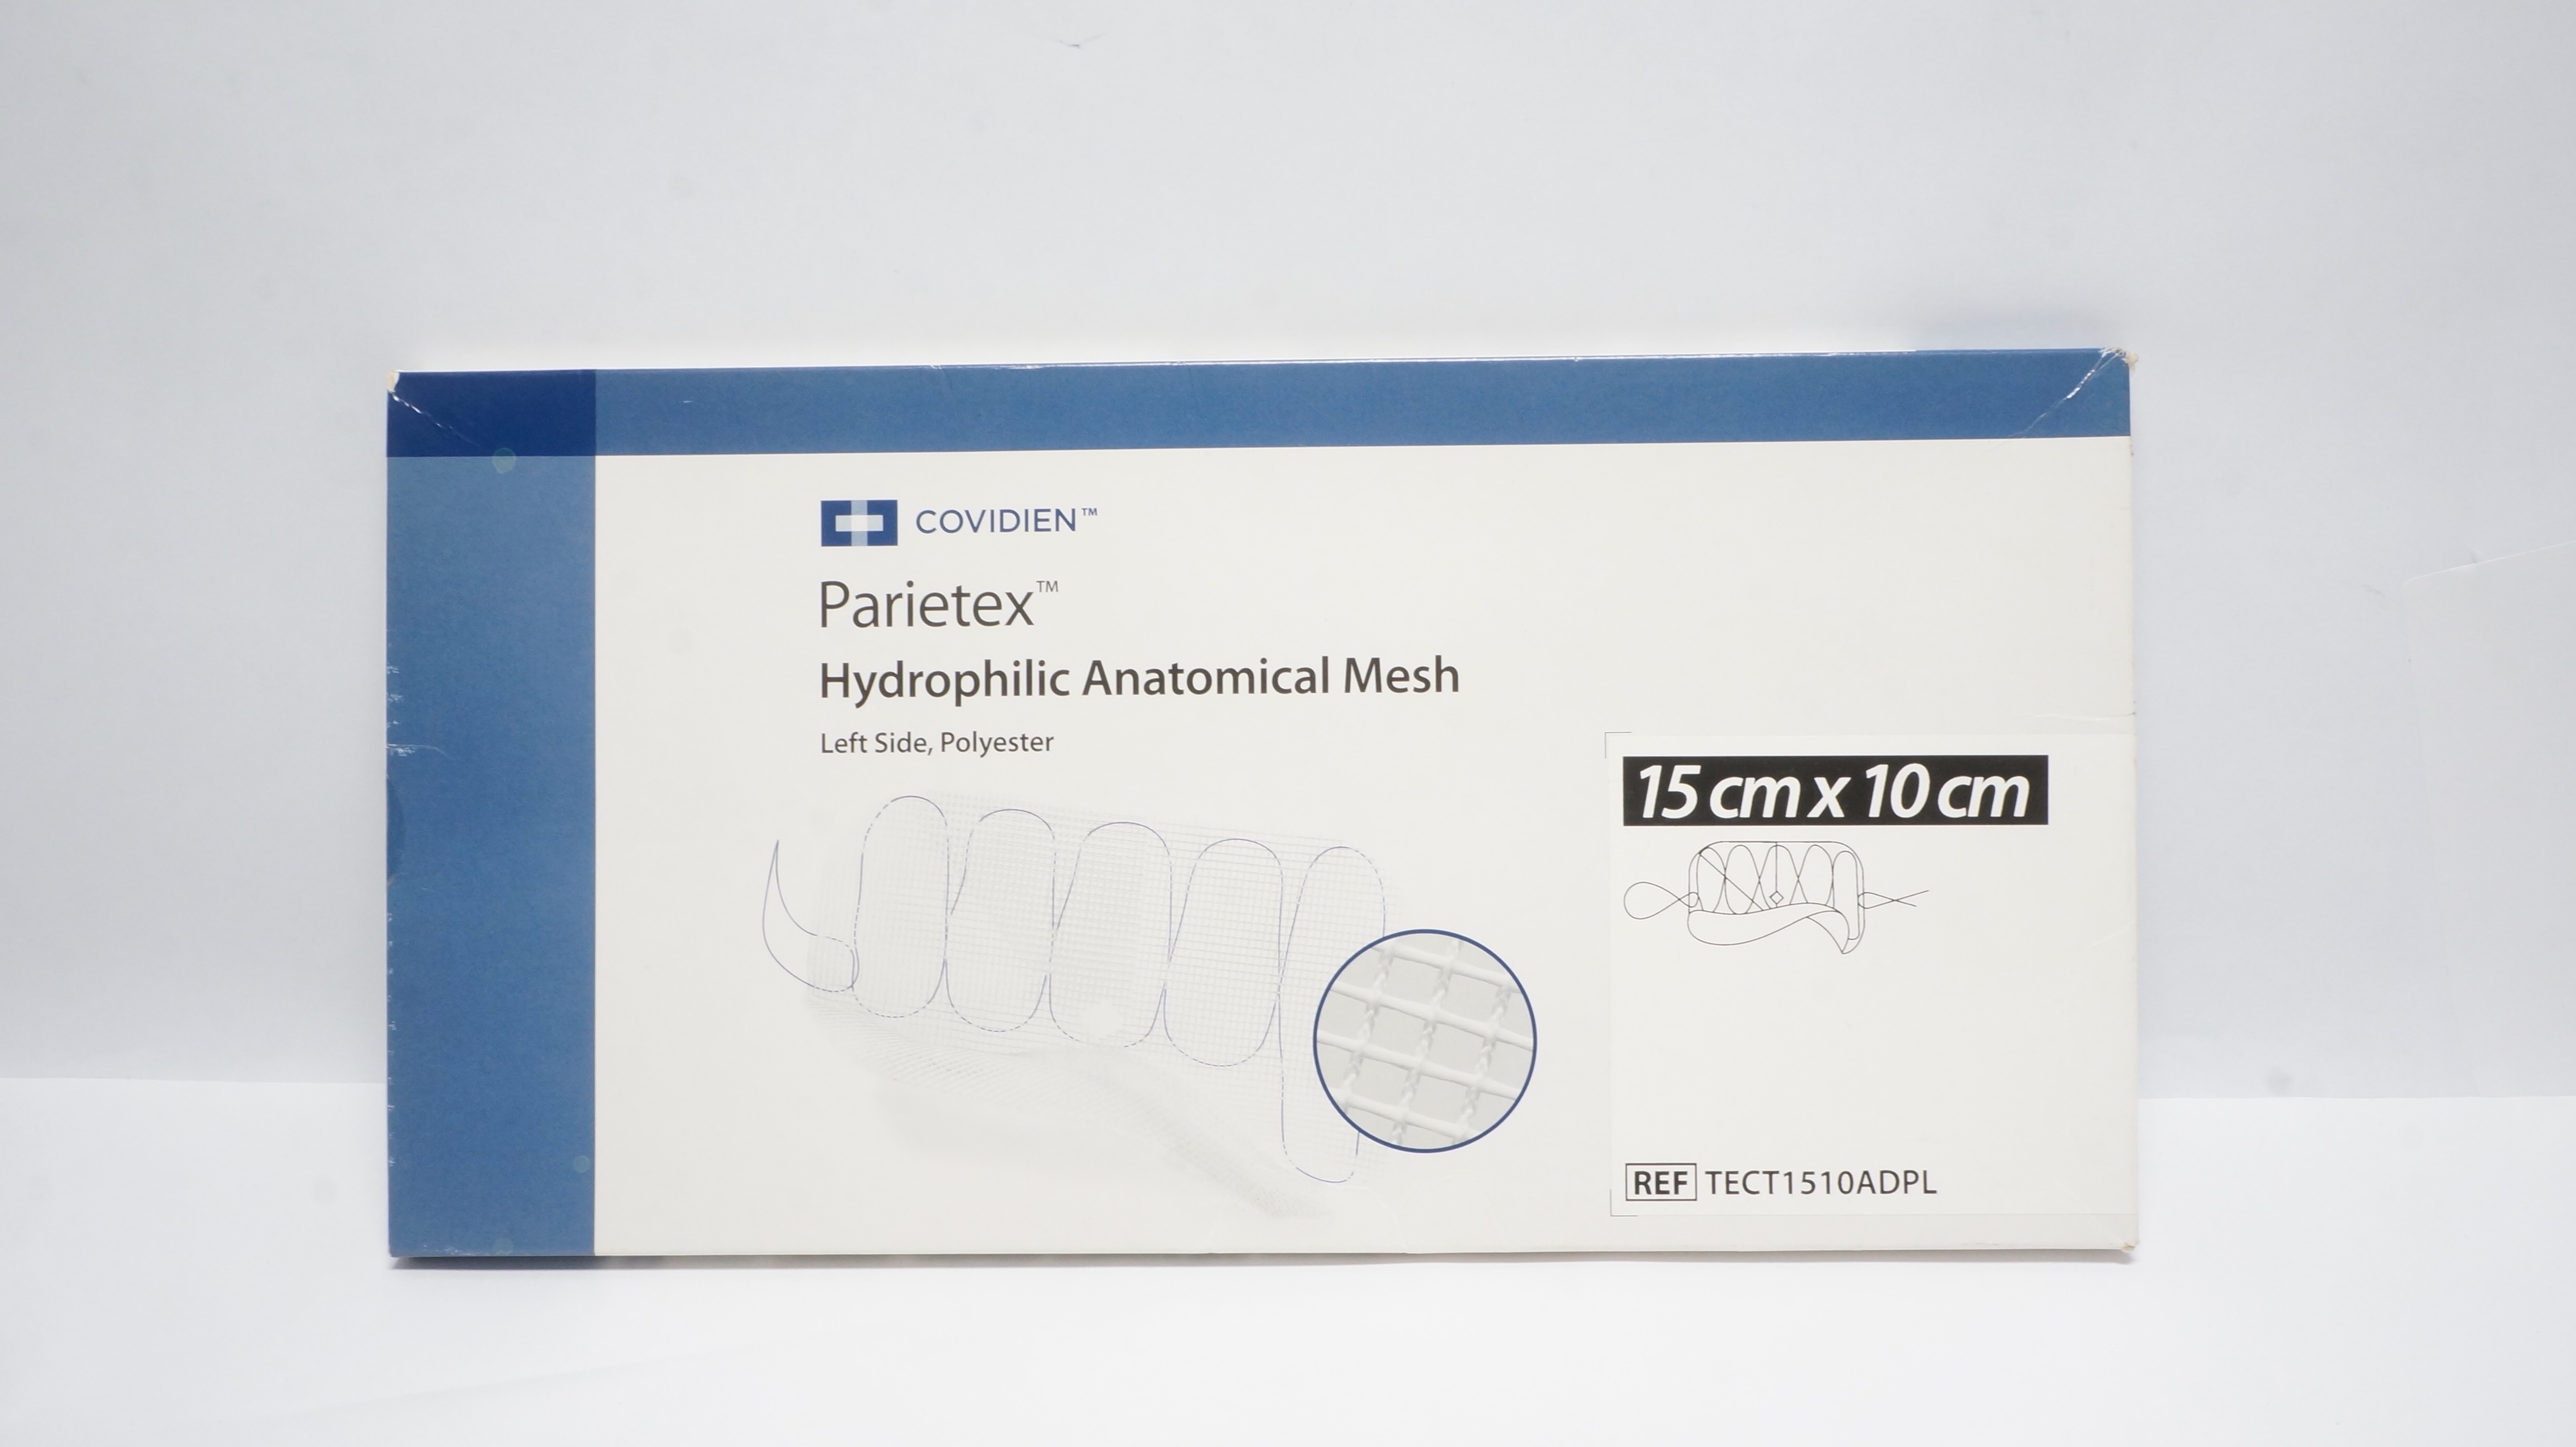 COVIDIEN™
Parietex™
Hydrophilic Anatomical Mesh
Left Side, Polyester
15 cm x 10 cm
REF TECT1510ADPL